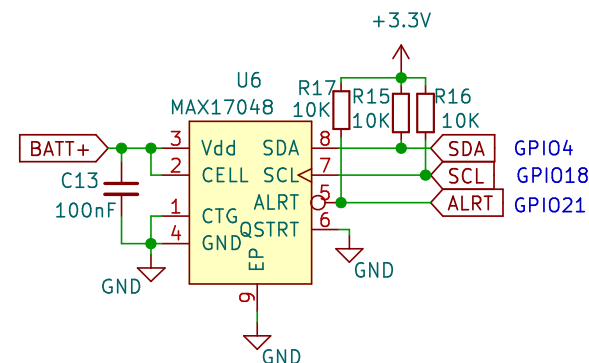 +3.3V
U6
MAX17048
R17
10K
R15
10K
R16
10K
BATT+
3
Vdd
SDA
8
SDA
GPIO4
2
CELL
SCL
7
SCL
GPIO18
C13
100nF
ALRT
5
ALRT
GPIO21
1
CTG
QSTRT
6
4
GND
EP
GND
GND
9
GND